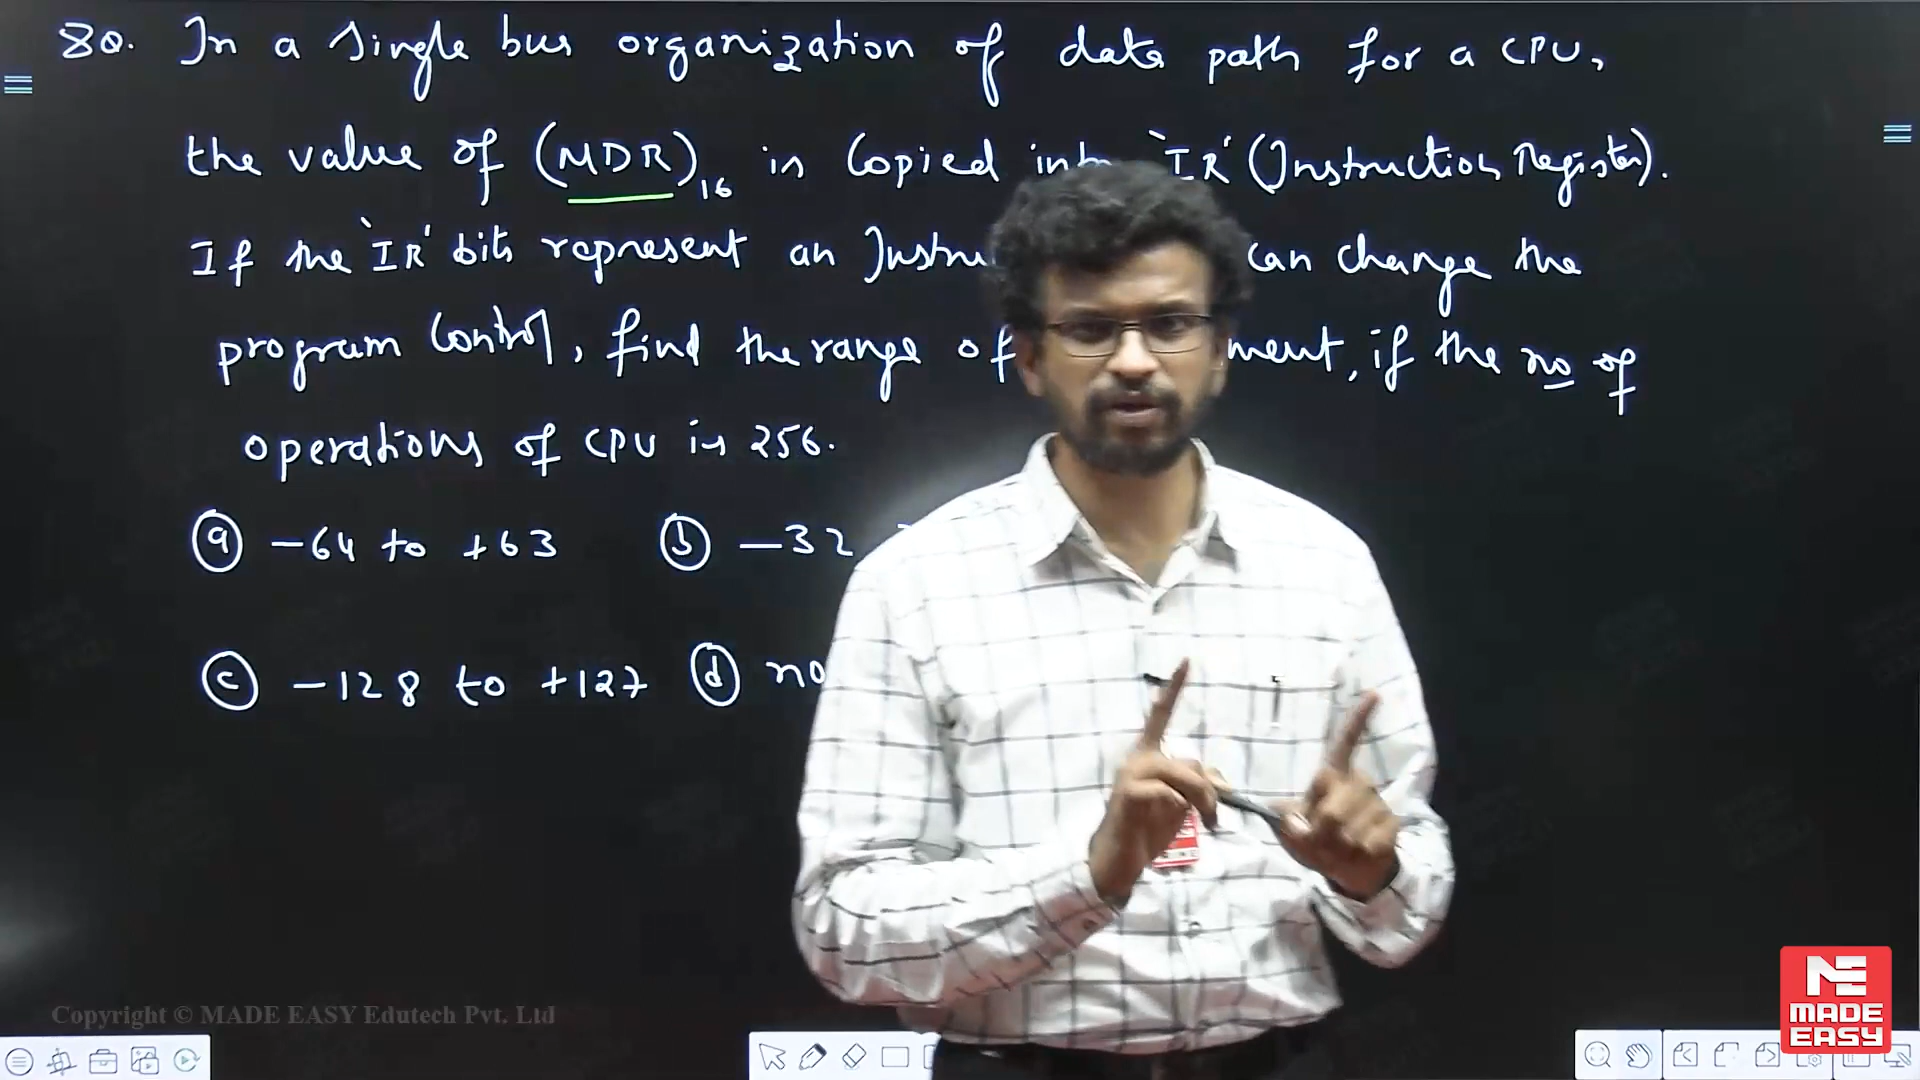 80. In a single bus organization of data path for a CPU,
the value of (MDR)16 is Copied into 'IR' (Instruction Register).
If the 'IR' bits represent an can change the
program Control, find the range of if the no of
operations of CPU is 256.
(a) -64 to +63 (b) -32
(c) -128 to +127 (d)
Copyright © MADE EASY Edutech Pvt. Ltd
ME
MADE
EASY